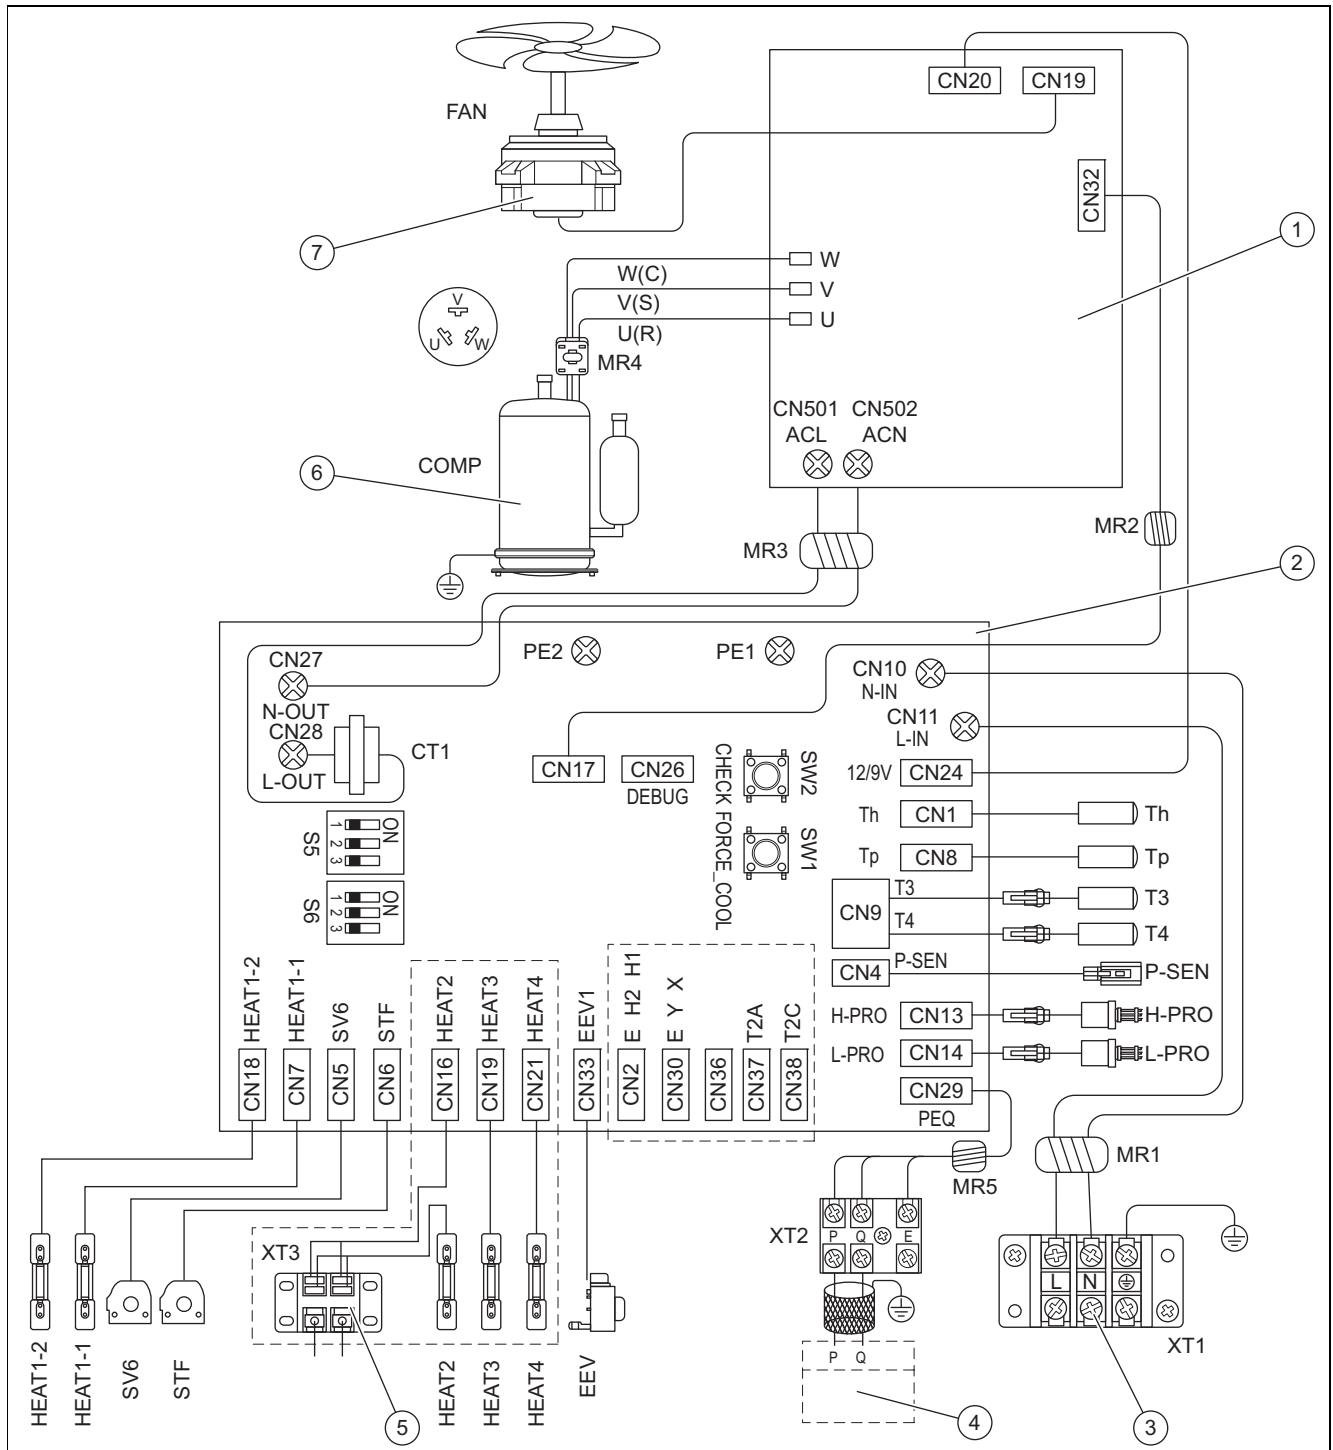 CN20
CN19
FAN
CN32
1
7
W
W(C)
V
V(S)
U
U(R)
V
U
W
MR4
CN501
CN502
ACL
ACN
COMP
6
MR2
MR3
2
PE2
PE1
CN27
CN10
N-IN
N-OUT
CN28
CN11
L-IN
L-OUT
CT1
CN17
CN26
DEBUG
CHECK FORCE_COOL
SW2
SW1
12/9V
CN24
Th
CN1
Th
Tp
CN8
Tp
S5
1
2
3
ON
S6
1
2
3
ON
CN9
T3
T3
T4
T4
CN4
P-SEN
P-SEN
H-PRO
CN13
H-PRO
L-PRO
CN14
L-PRO
CN29
PEQ
HEAT1-2
HEAT1-1
SV6
STF
HEAT2
HEAT3
HEAT4
EEV1
E H2 H1
E Y X
T2A
T2C
CN18
CN7
CN5
CN6
CN16
CN19
CN21
CN33
CN2
CN30
CN36
CN37
CN38
MR1
MR5
XT2
P
Q
E
XT3
L
N
XT1
P
Q
HEAT1-2
HEAT1-1
SV6
STF
5
HEAT2
HEAT3
HEAT4
EEV
4
3